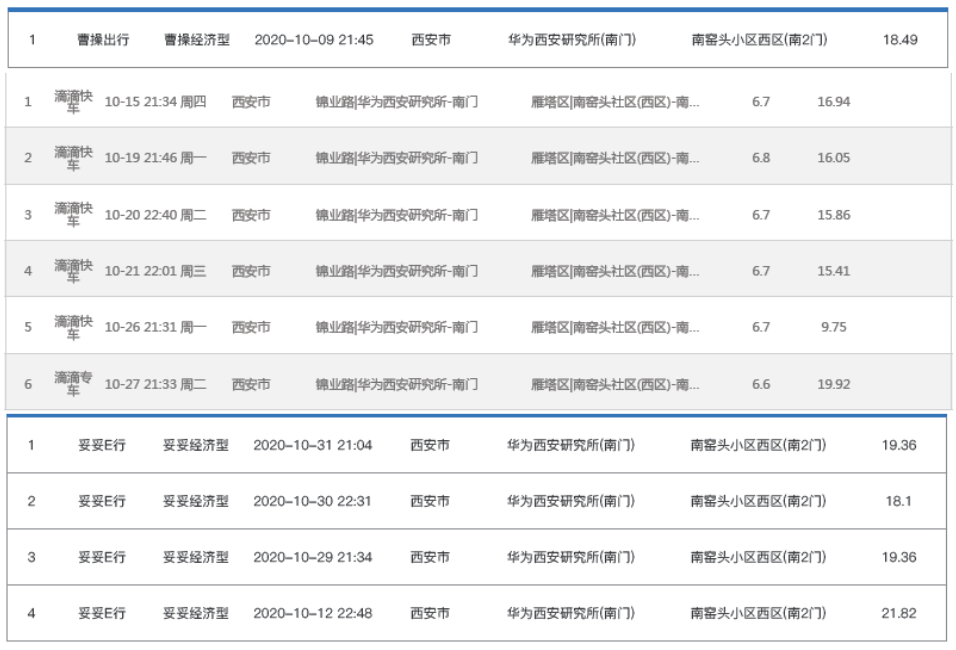 1 曹操出行 曹操经济型 2020-10-09 21:45 西安市 华为西安研究所(南门) 南窑头小区西区(南2门) 18.49
1 滴滴快车 10-15 21:34 周四 西安市 锦业路|华为西安研究所-南门 雁塔区|南窑头社区(西区)-南... 6.7 16.94
2 滴滴快车 10-19 21:46 周一 西安市 锦业路|华为西安研究所-南门 雁塔区|南窑头社区(西区)-南... 6.8 16.05
3 滴滴快车 10-20 22:40 周二 西安市 锦业路|华为西安研究所-南门 雁塔区|南窑头社区(西区)-南... 6.7 15.86
4 滴滴快车 10-21 22:01 周三 西安市 锦业路|华为西安研究所-南门 雁塔区|南窑头社区(西区)-南... 6.7 15.41
5 滴滴快车 10-26 21:31 周一 西安市 锦业路|华为西安研究所-南门 雁塔区|南窑头社区(西区)-南... 6.7 9.75
6 滴滴专车 10-27 21:33 周二 西安市 锦业路|华为西安研究所-南门 雁塔区|南窑头社区(西区)-南... 6.6 19.92
1 妥妥E行 妥妥经济型 2020-10-31 21:04 西安市 华为西安研究所(南门) 南窑头小区西区(南2门) 19.36
2 妥妥E行 妥妥经济型 2020-10-30 22:31 西安市 华为西安研究所(南门) 南窑头小区西区(南2门) 18.1
3 妥妥E行 妥妥经济型 2020-10-29 21:34 西安市 华为西安研究所(南门) 南窑头小区西区(南2门) 19.36
4 妥妥E行 妥妥经济型 2020-10-12 22:48 西安市 华为西安研究所(南门) 南窑头小区西区(南2门) 21.82